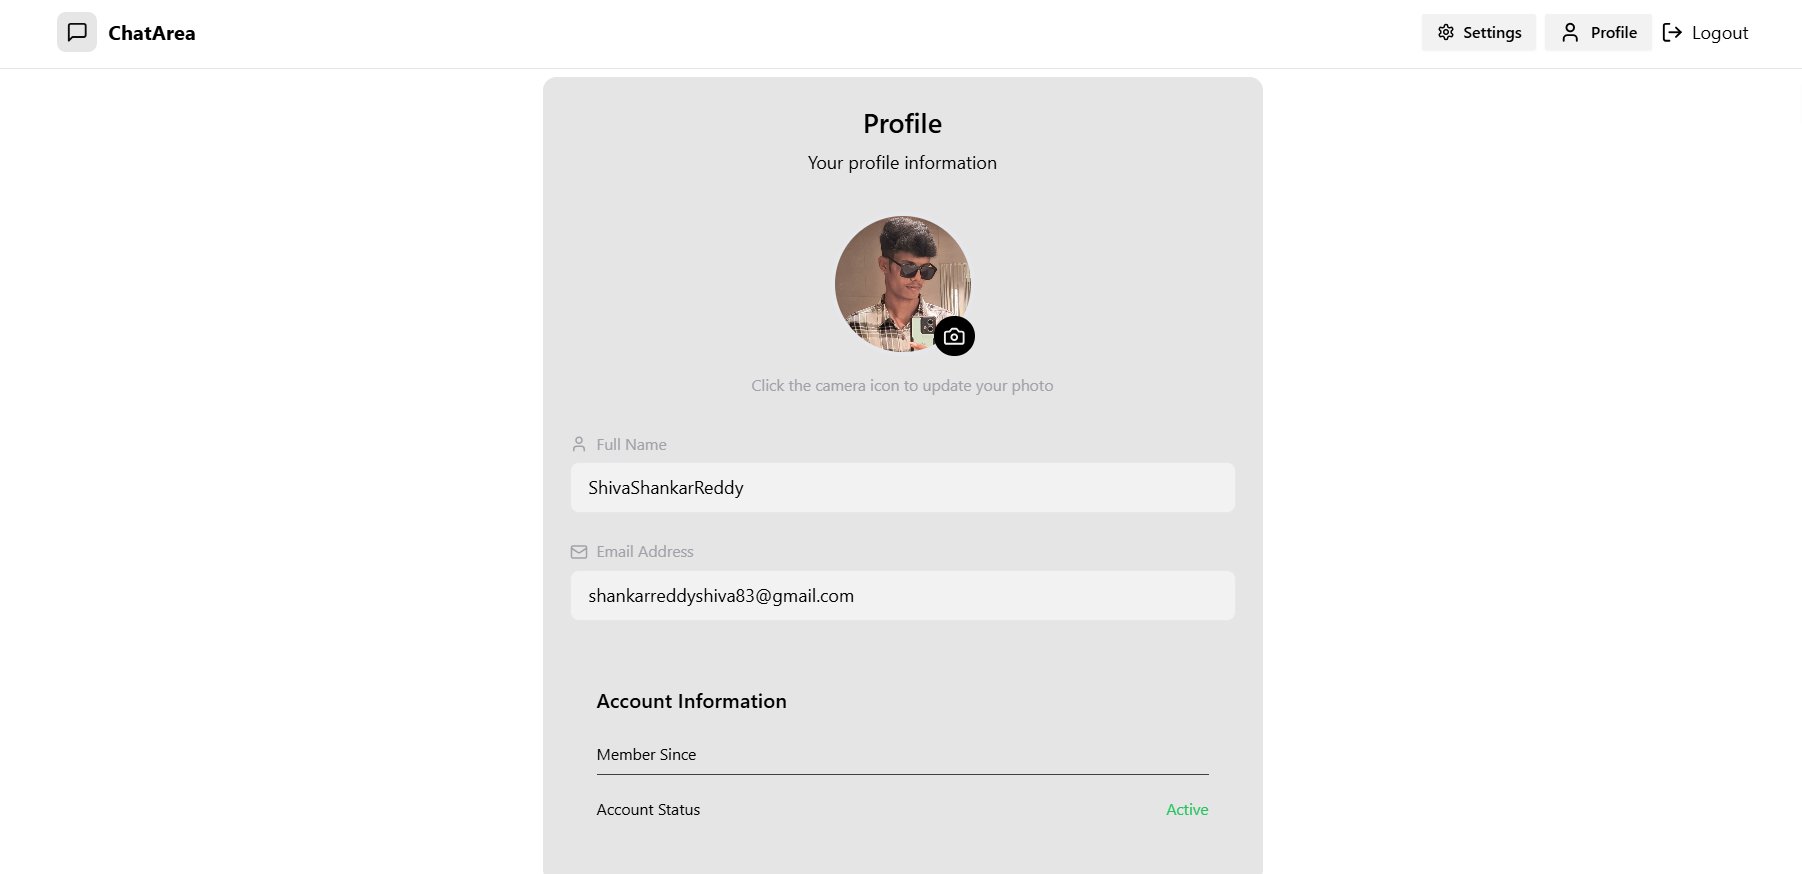 ChatArea
Settings
Profile
Logout
Profile
Your profile information
Click the camera icon to update your photo
Full Name
ShivaShankarReddy
Email Address
shankarreddyshiva83@gmail.com
Account Information
Member Since
Account Status
Active